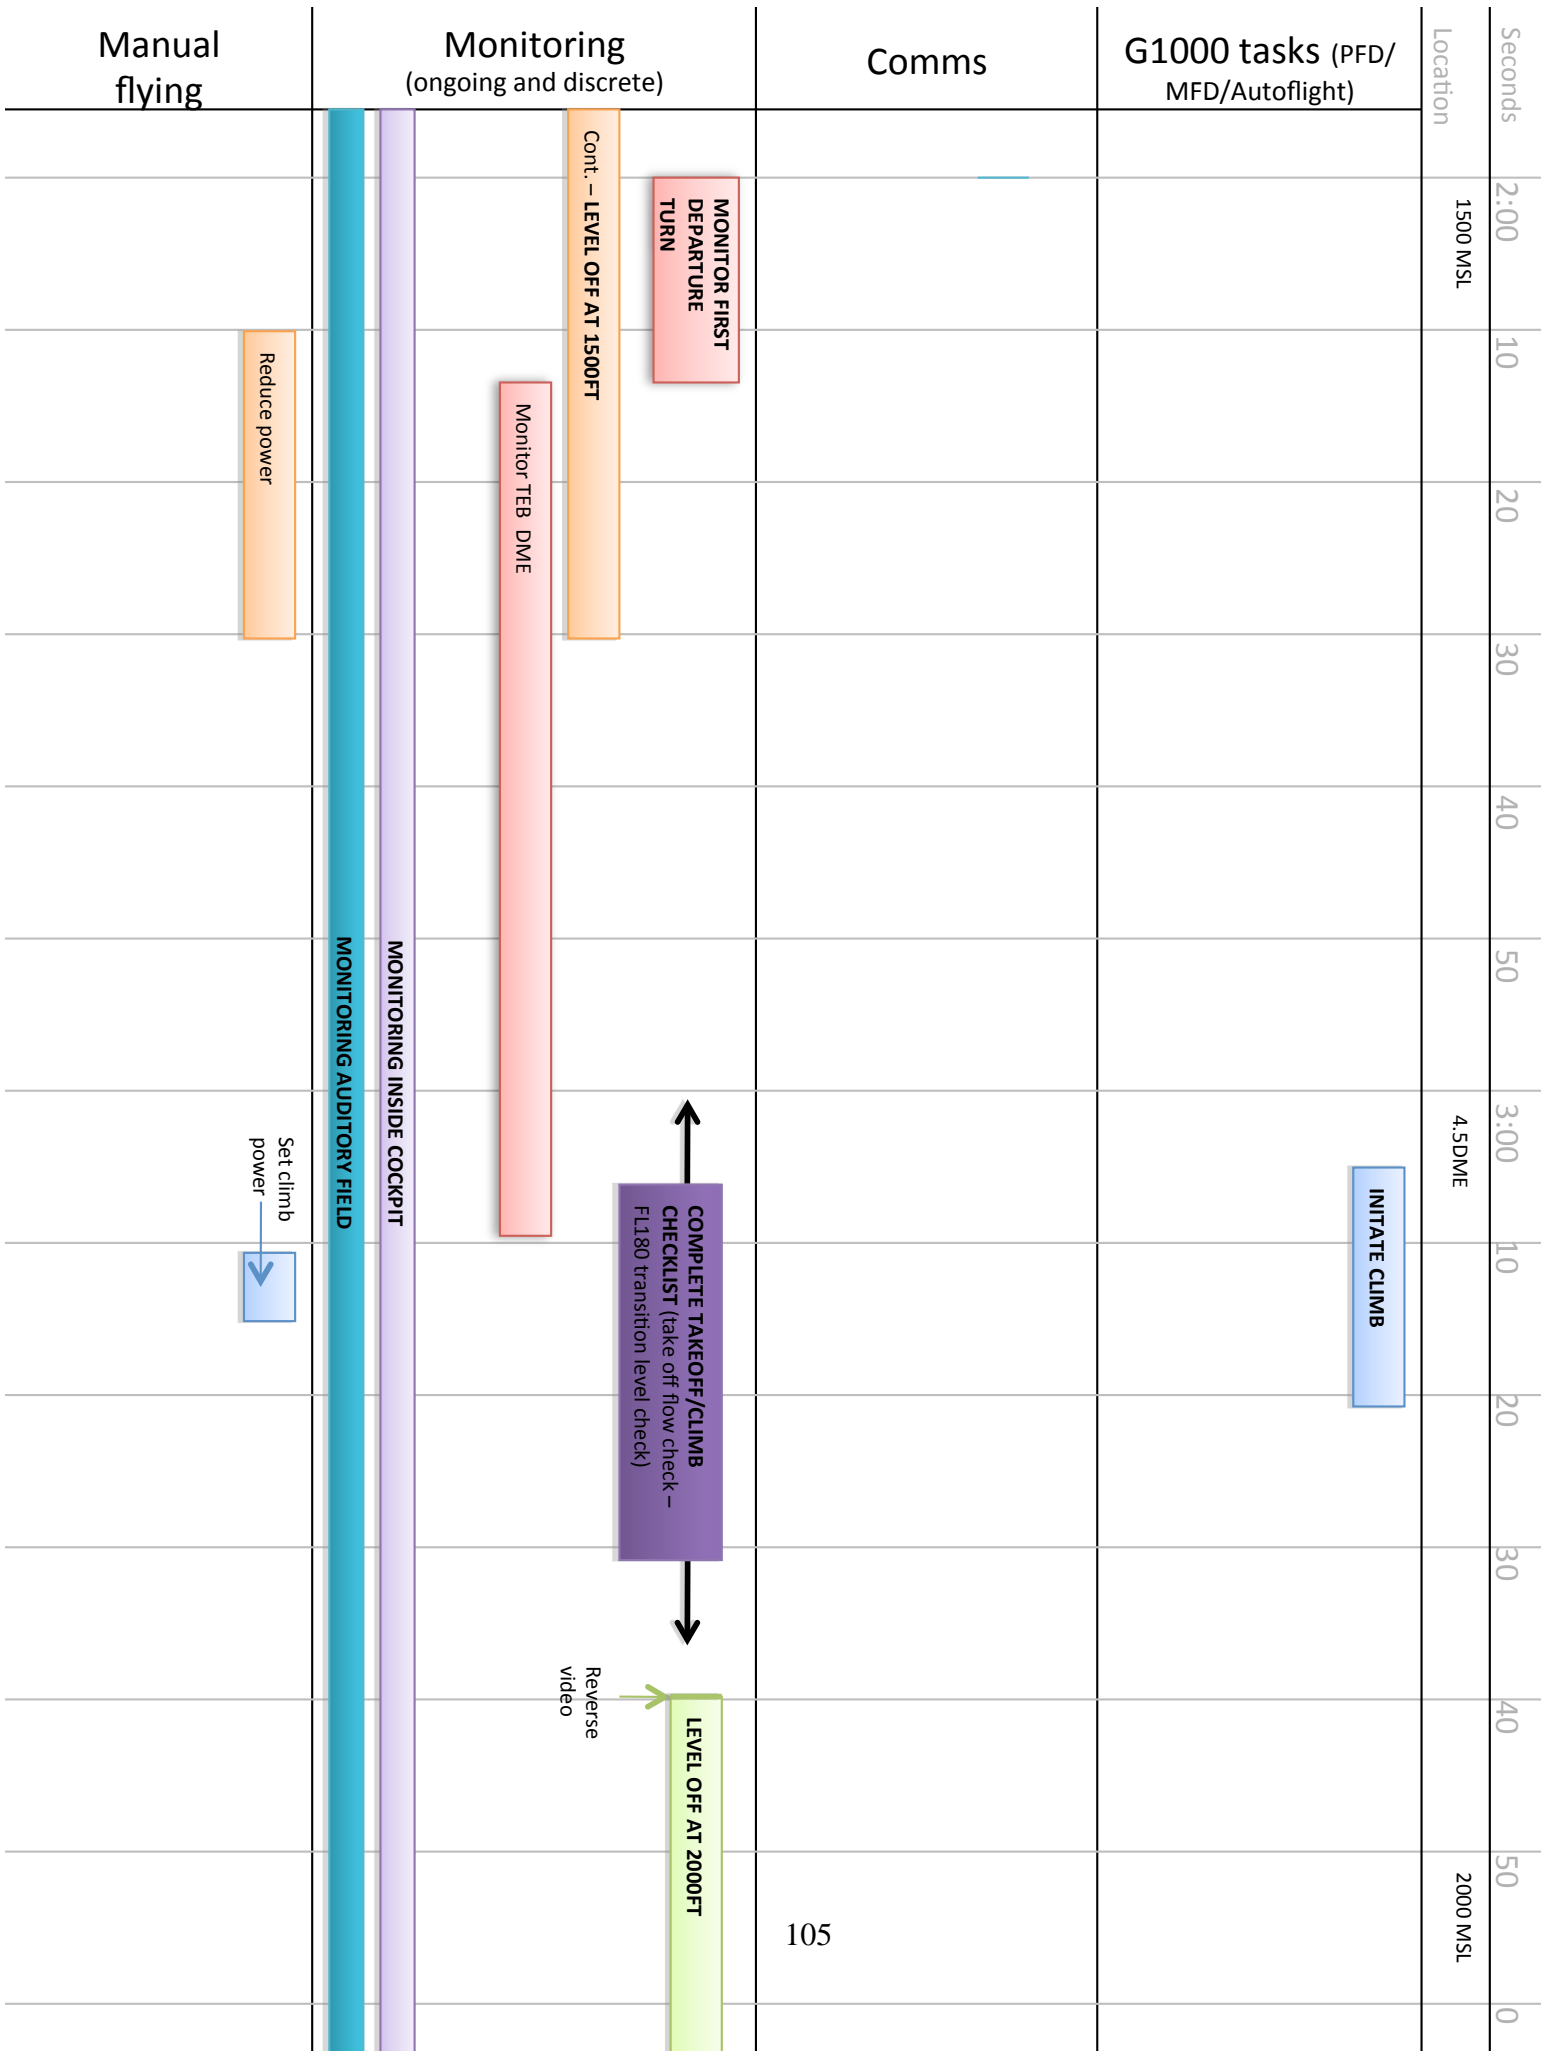 Manual
flying
Monitoring
(ongoing and discrete)
Comms
G1000 tasks (PFD/
MFD/Autoflight)
Location
Seconds
2:00
10
20
30
40
50
3:00
10
20
30
40
50
0
1500 MSL
4.5DME
2000 MSL
INITATE CLIMB
MONITOR FIRST
DEPARTURE
TURN
Cont. – LEVEL OFF AT 1500FT
Monitor TEB DME
COMPLETE TAKEOFF/CLIMB
CHECKLIST (take off flow check –
FL180 transition level check)
Reverse
video
LEVEL OFF AT 2000FT
MONITORING INSIDE COCKPIT
MONITORING AUDITORY FIELD
Reduce power
Set climb
power
105